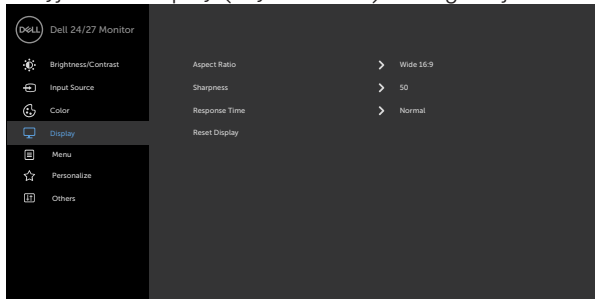 DELL
Dell 24/27 Monitor
Brightness/Contrast
Input Source
Color
Display
Menu
Personalize
Others
Aspect Ratio Wide 16:9
Sharpness 50
Response Time Normal
Reset Display